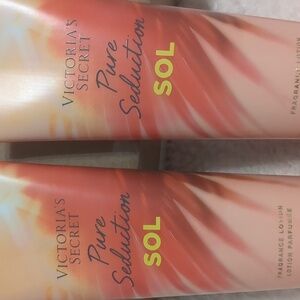 VICTORIA'S
SECRET
Pure
Seduction
SOL
FRAGRANCE LOTION
VICTORIA'S
SECRET
Pure
Seduction
SOL
FRAGRANCE LOTION
LOTION PARFUMÉE